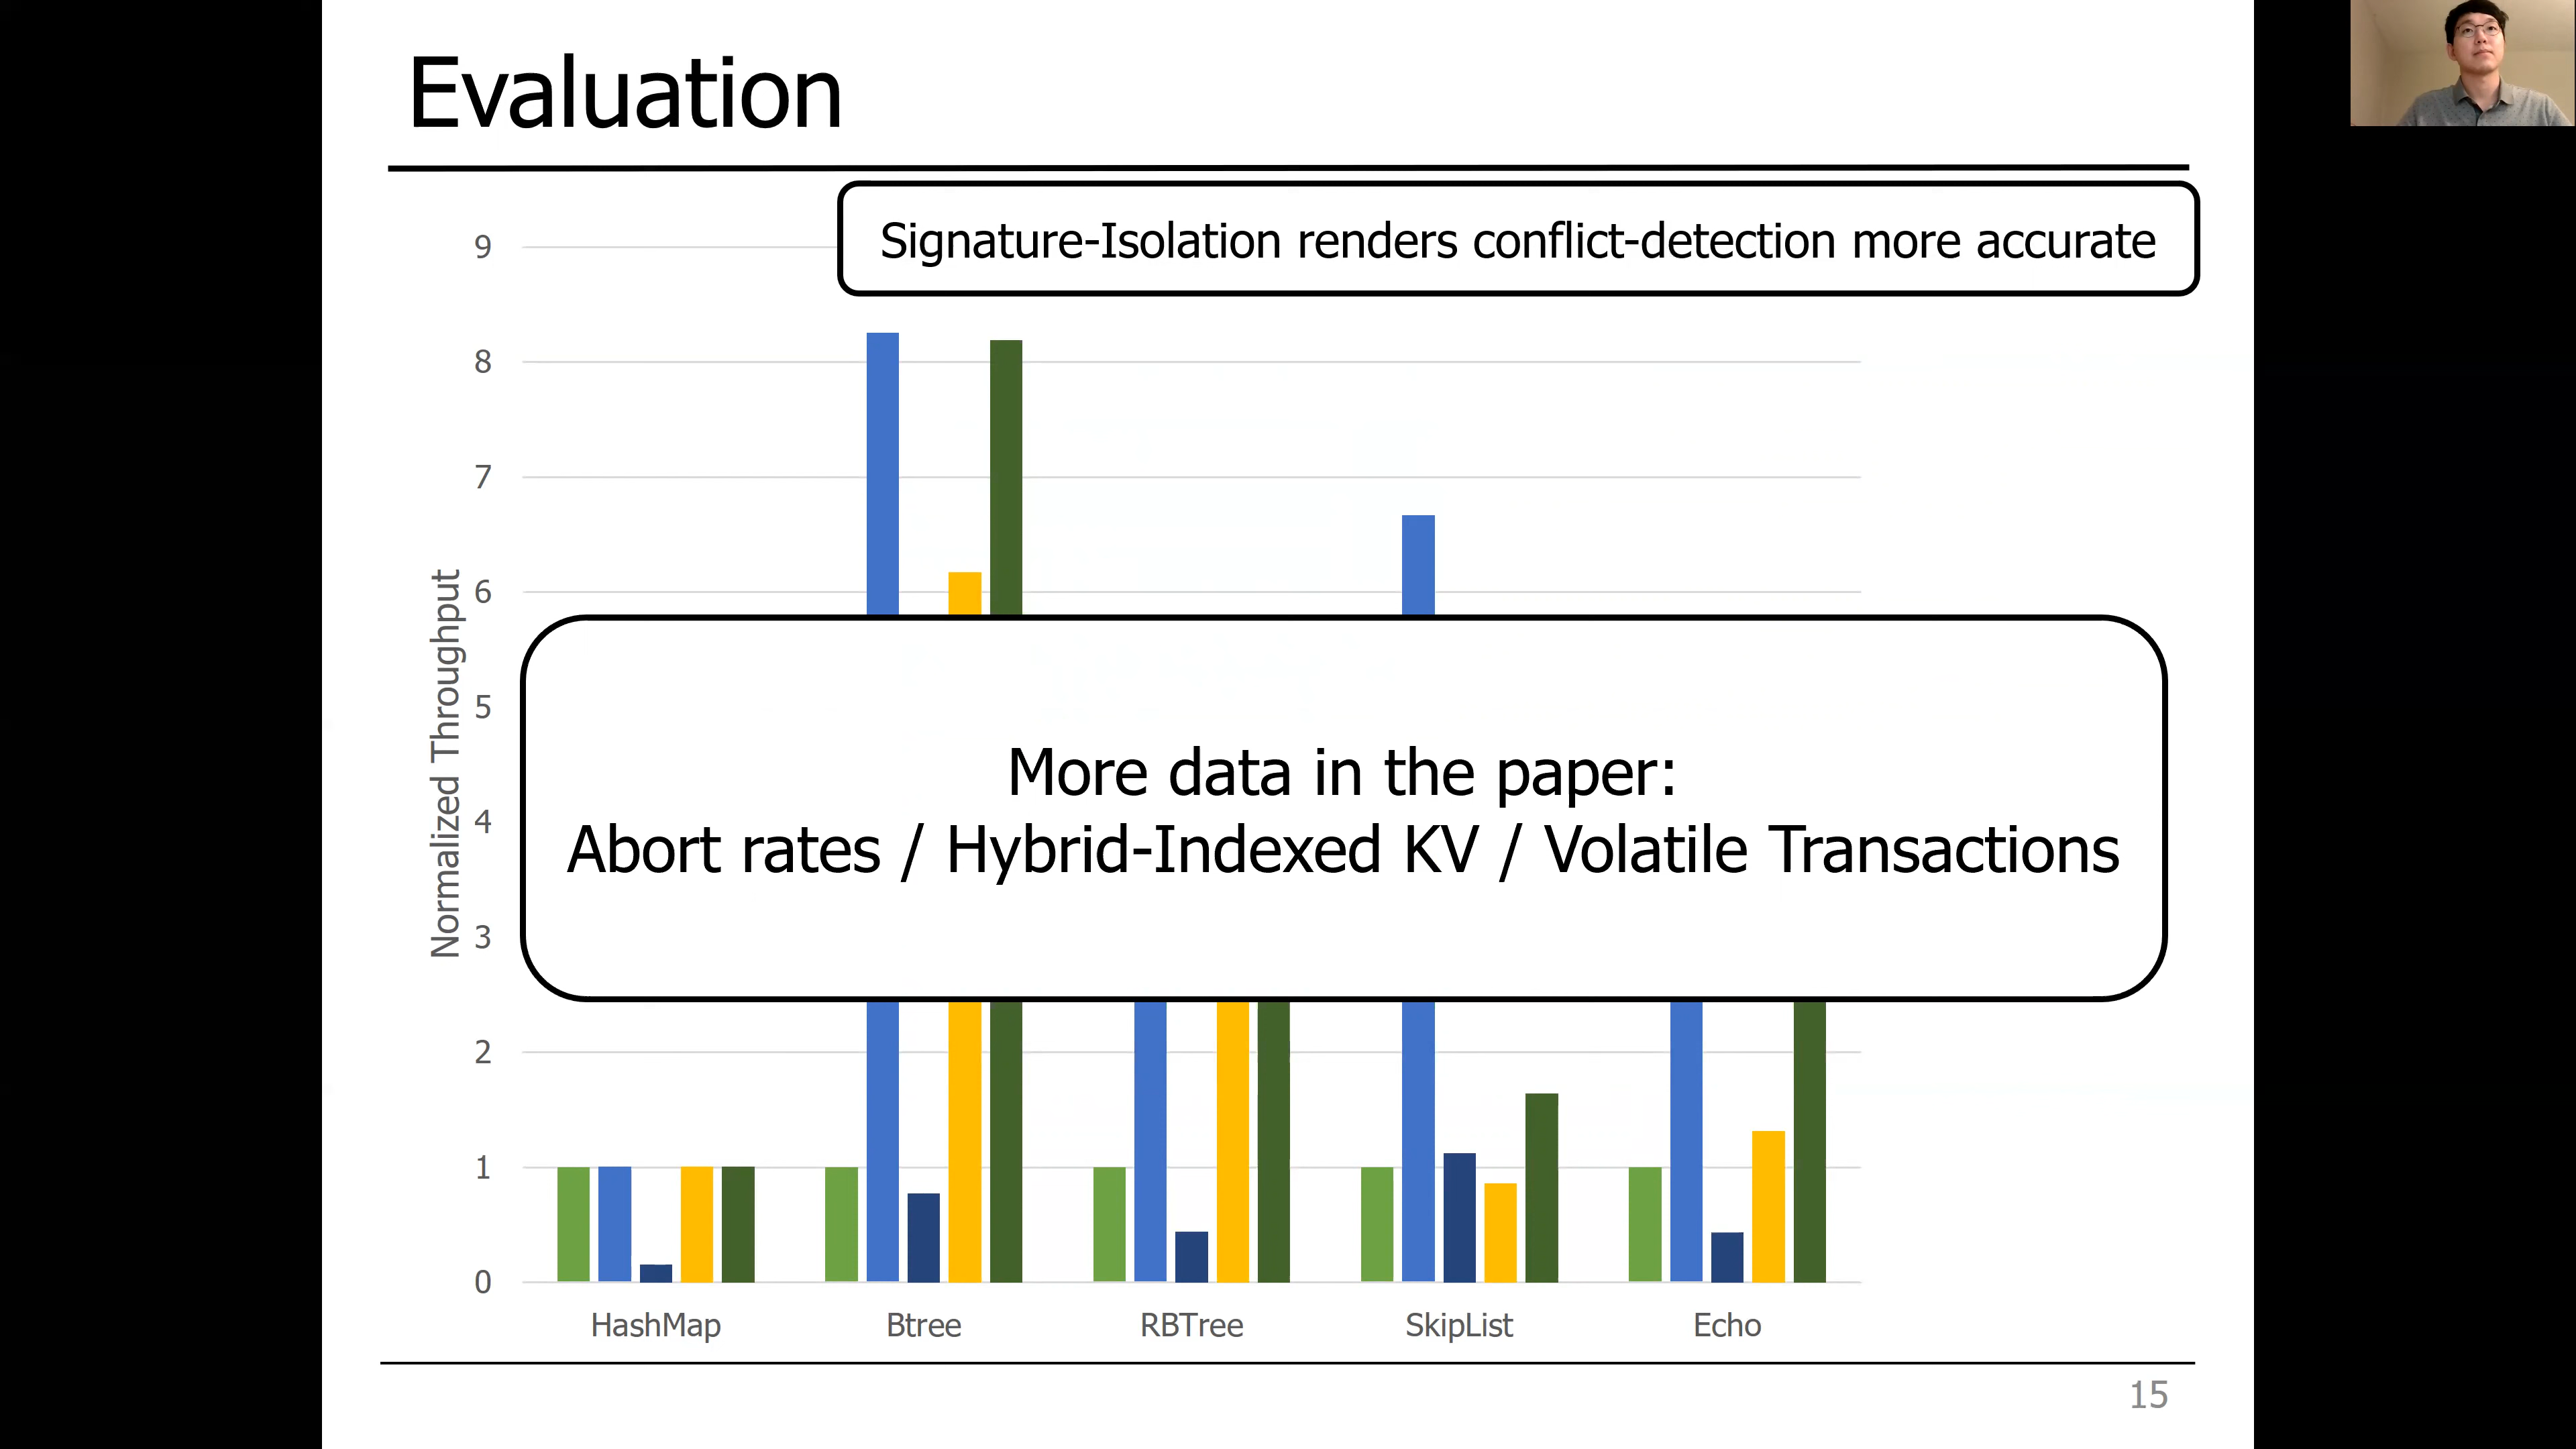 Evaluation
Signature-Isolation renders conflict-detection more accurate
9
8
7
6
5
4
3
2
1
0
Normalized Throughput
More data in the paper:
Abort rates / Hybrid-Indexed KV / Volatile Transactions
HashMap
Btree
RBTree
SkipList
Echo
15